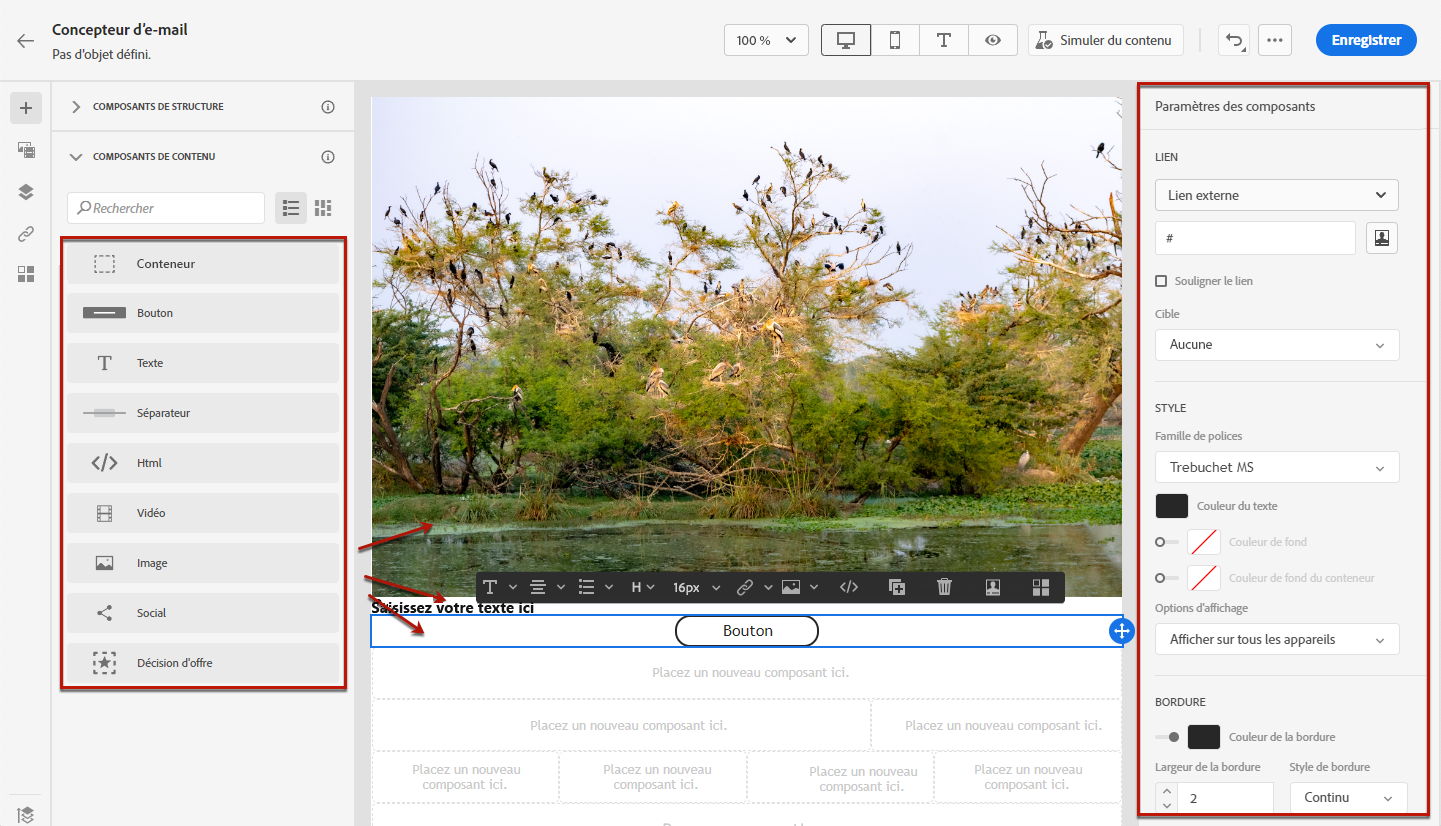 Concepteur d'e-mail
Pas d'objet défini.
100 %
Simuler du contenu
Enregistrer
COMPOSANTS DE STRUCTURE
COMPOSANTS DE CONTENU
Rechercher
Conteneur
Bouton
Texte
Séparateur
Html
Vidéo
Image
Social
Décision d'offre
H
16px
Saisissez votre texte ici
Bouton
Placez un nouveau composant ici.
Placez un nouveau composant ici.
Placez un nouveau composant ici.
Placez un nouveau
composant ici.
Placez un nouveau
composant ici.
Placez un nouveau
composant ici.
Placez un nouveau
composant ici.
Paramètres des composants
LIEN
Lien externe
#
Souligner le lien
Cible
Aucune
STYLE
Famille de polices
Trebuchet MS
Couleur du texte
Couleur de fond
Couleur de fond du conteneur
Options d'affichage
Afficher sur tous les appareils
BORDURE
Couleur de la bordure
Largeur de la bordure
Style de bordure
2
Continu